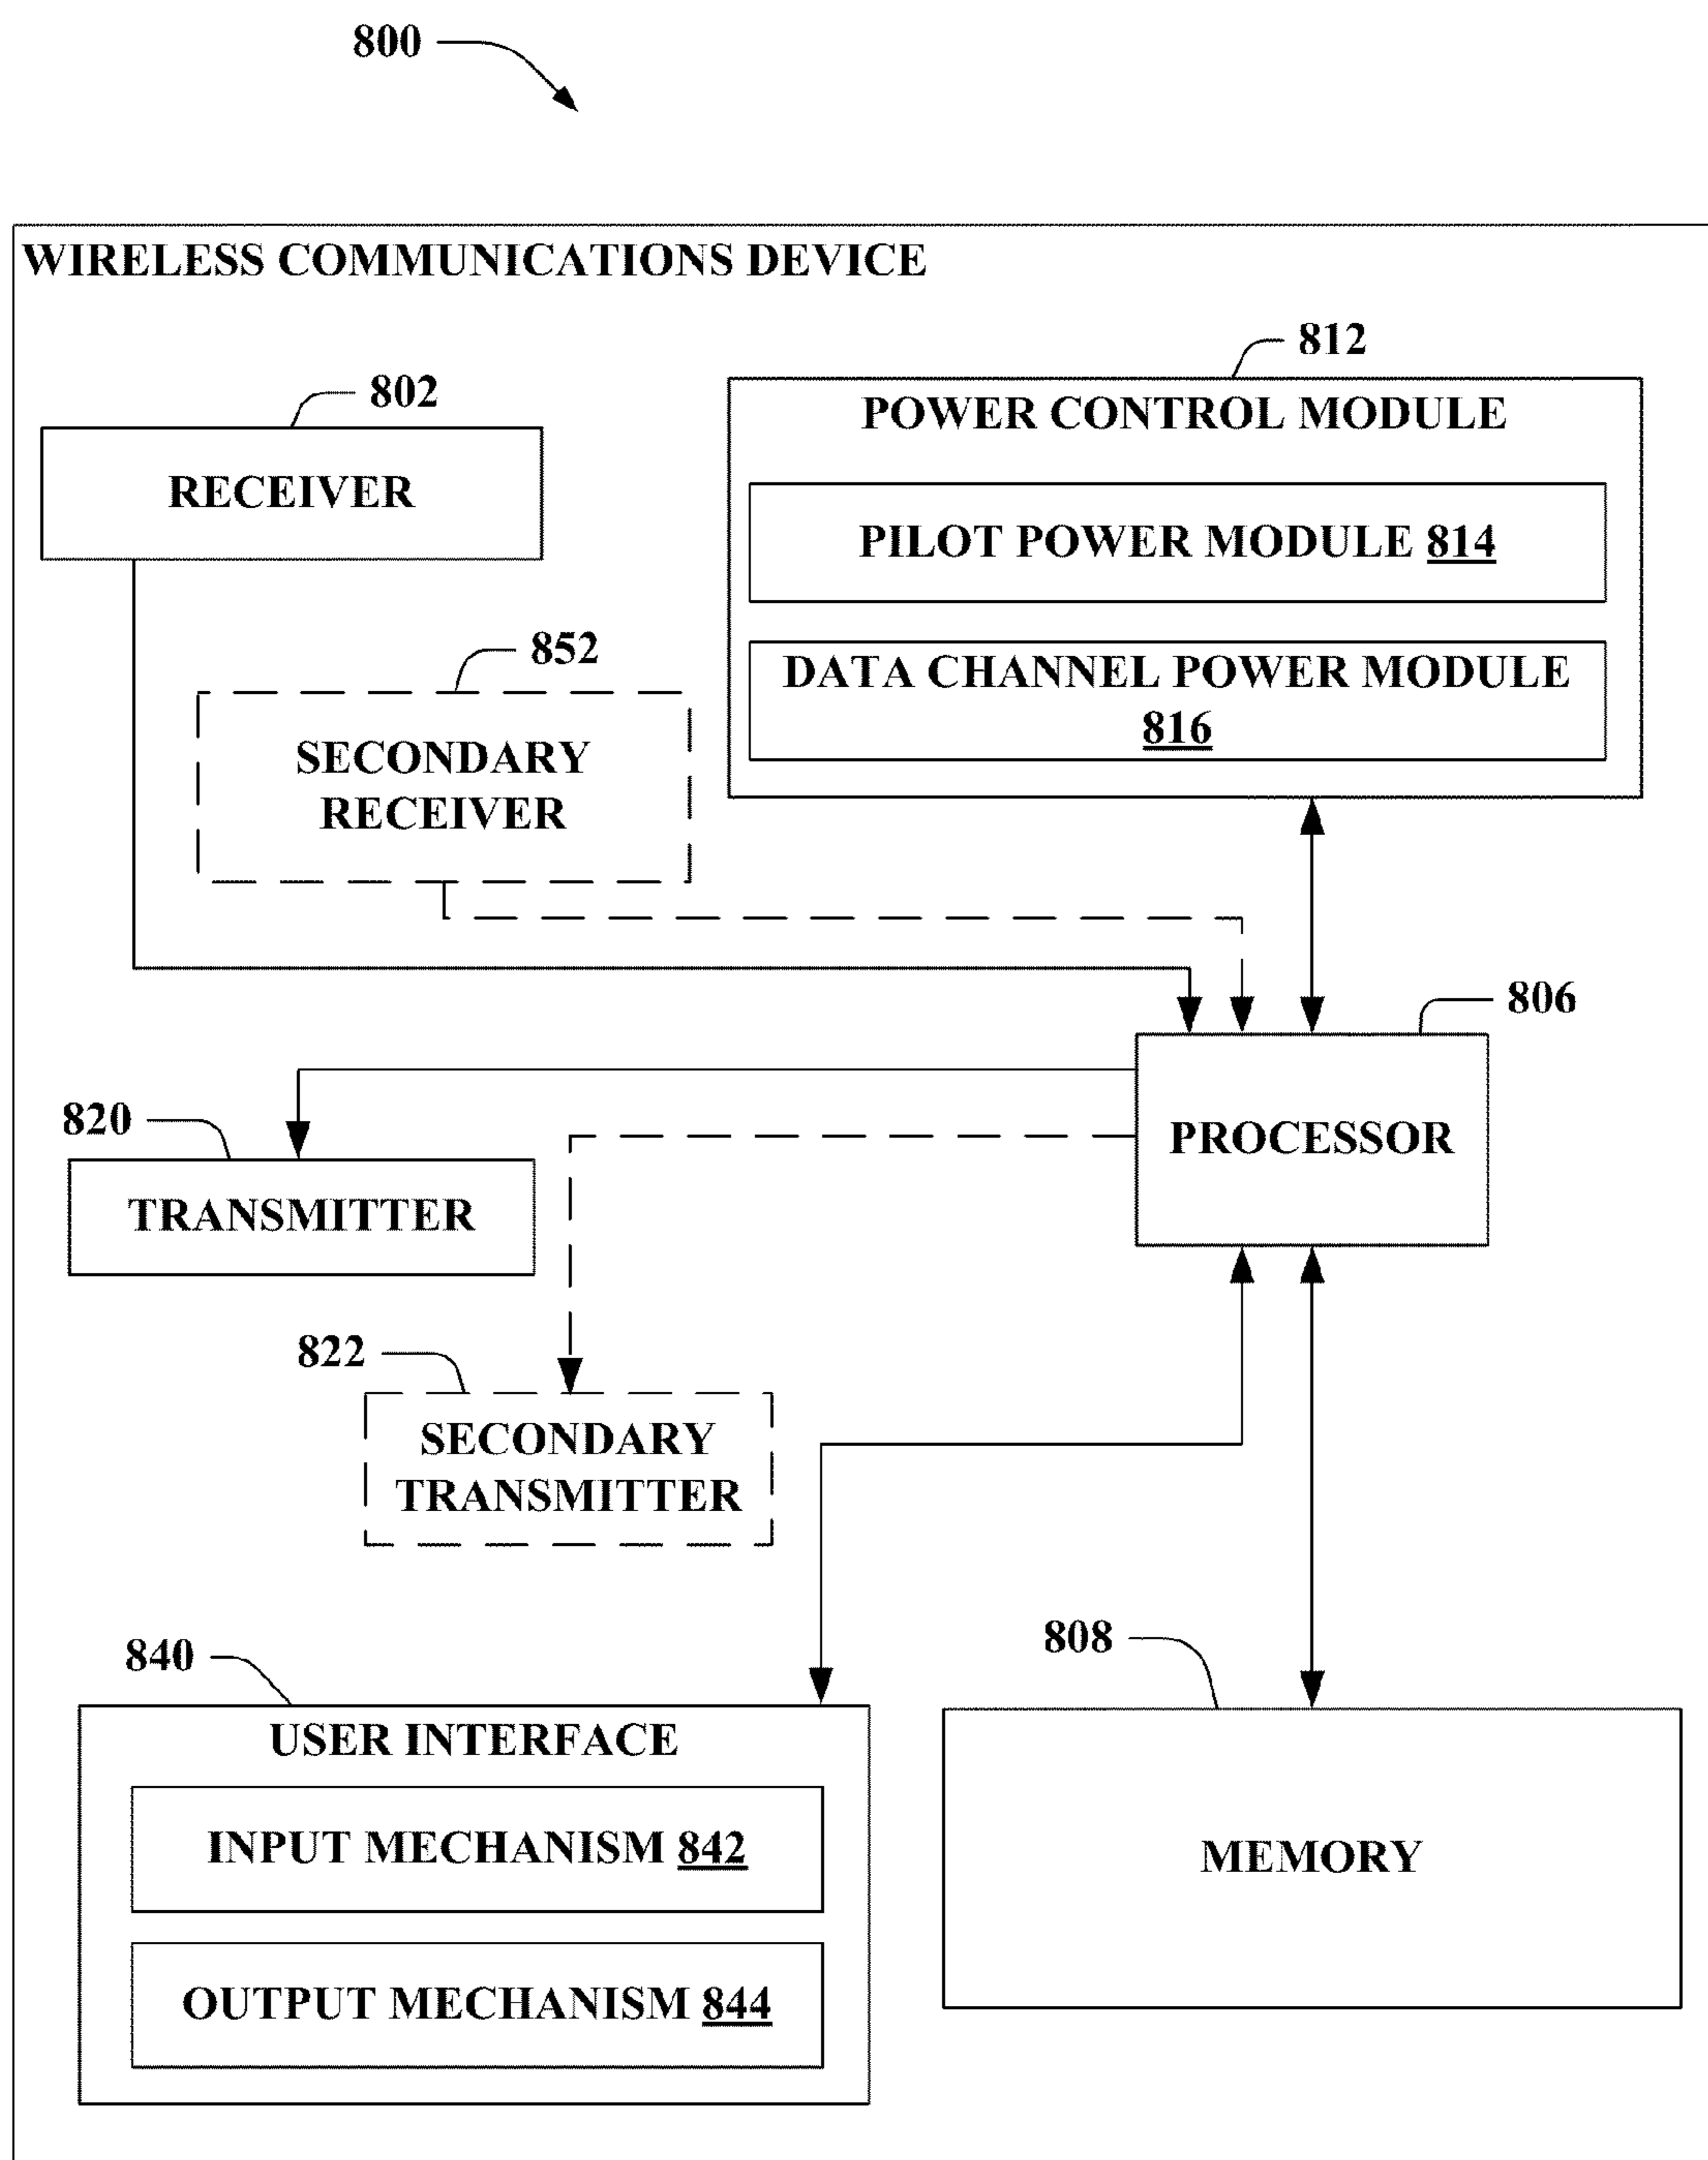 800
WIRELESS COMMUNICATIONS DEVICE
812
802
POWER CONTROL MODULE
RECEIVER
PILOT POWER MODULE 814
852
DATA CHANNEL POWER MODULE
816
SECONDARY
RECEIVER
806
820
PROCESSOR
TRANSMITTER
822
SECONDARY
TRANSMITTER
840
808
USER INTERFACE
INPUT MECHANISM 842
MEMORY
OUTPUT MECHANISM 844